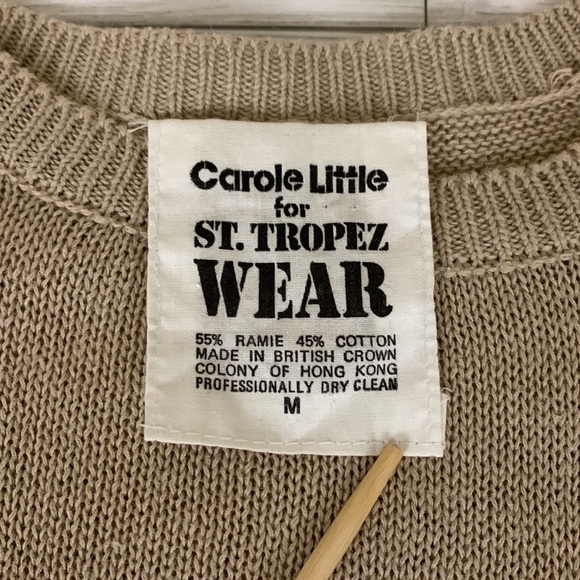 Carole Little
for
ST. TROPEZ
WEAR
55% RAMIE 45% COTTON
MADE IN BRITISH CROWN
COLONY OF HONG KONG
PROFESSIONALLY DRY CLEAN
M